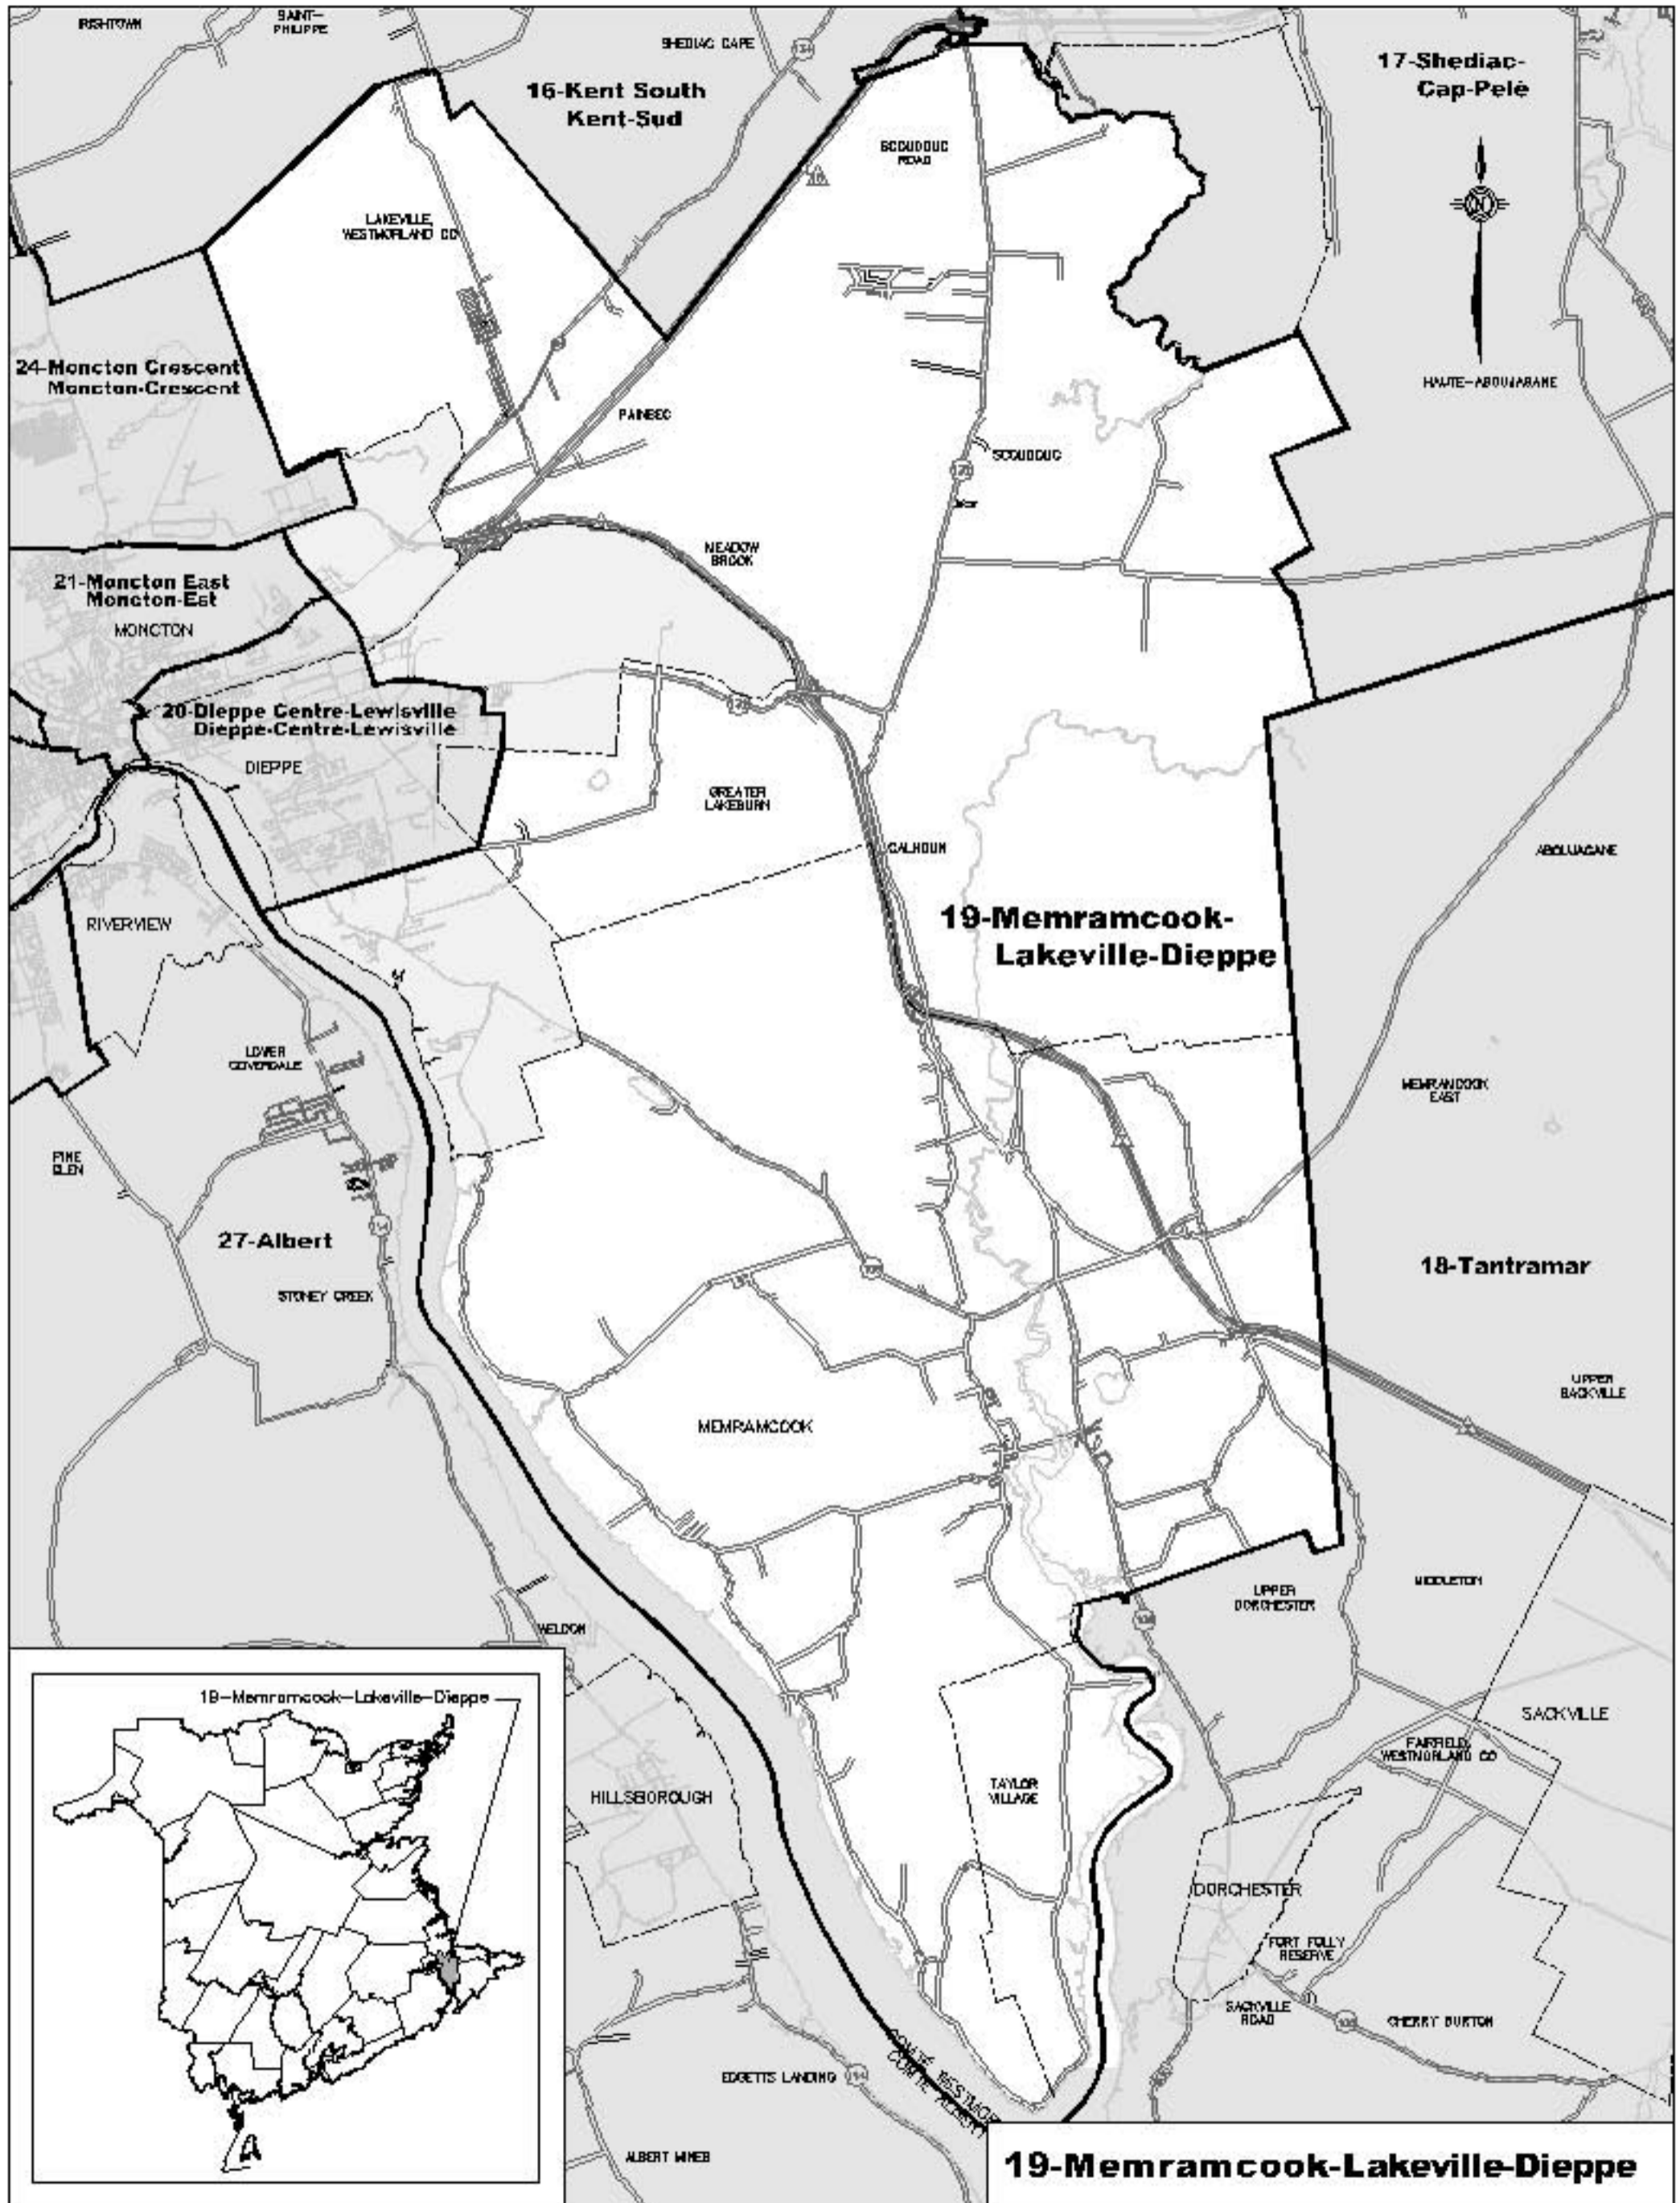 IRISHTOWN
SAINT-
PHILIPPE
SHEDIAC CAPE
16-Kent South
Kent-Sud
17-Shediac-
Cap-Pelé
SCOUDOUC
ROAD
LAKEVILLE,
WESTMORLAND CO
N
24-Moncton Crescent
Moncton-Crescent
HAUTE-ABOUJAGANE
PAINSEC
SCOUDOUC
MEADOW
BROOK
21-Moncton East
Moncton-Est
MONCTON
20-Dieppe Centre-Lewisville
Dieppe-Centre-Lewisville
DIEPPE
GREATER
LAKEBURN
CALHOUN
ABOUJAGANE
19-Memramcook-
Lakeville-Dieppe
RIVERVIEW
LOWER
COVERDALE
MEMRAMCOOK
EAST
PINE
GLEN
27-Albert
18-Tantramar
STONEY CREEK
UPPER
SACKVILLE
MEMRAMCOOK
MIDDLETON
UPPER
DORCHESTER
WELDON
19-Memramcook-Lakeville-Dieppe
SACKVILLE
FAIRFIELD,
WESTMORLAND CO
HILLSBOROUGH
TAYLOR
VILLAGE
DORCHESTER
FORT FOLLY
RESERVE
SACKVILLE
ROAD
CHERRY BURTON
EDGETTS LANDING
114
COMTÉ WESTMOR
COMTÉ ALBERT
ALBERT MINES
19-Memramcook-Lakeville-Dieppe